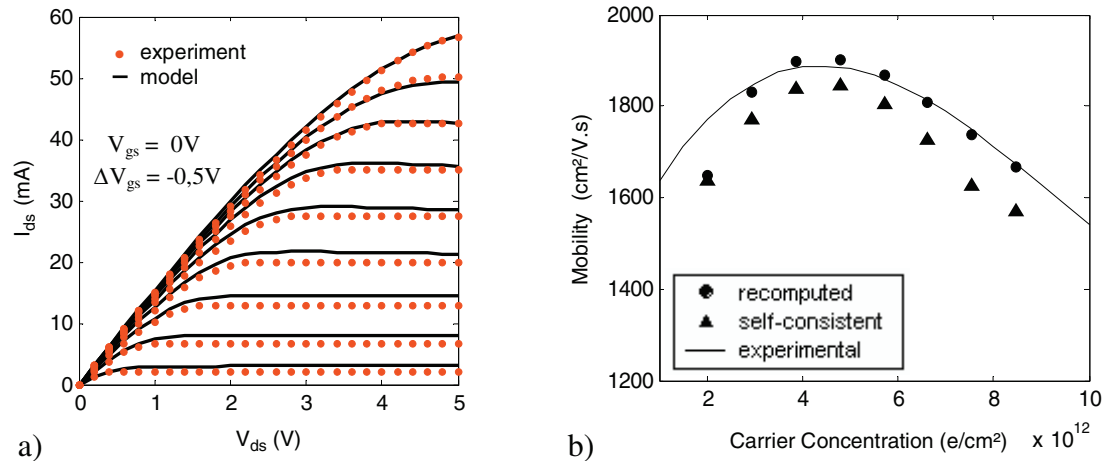 60
50
40
30
20
10
0
I_ds (mA)
experiment
model
V_gs = 0V
ΔV_gs = -0,5V
0 1 2 3 4 5
V_ds (V)
a)
2000
1800
1600
1400
1200
Mobility (cm²/V.s)
recomputed
self-consistent
experimental
2 4 6 8 10
Carrier Concentration (e/cm²) x 10^12
b)